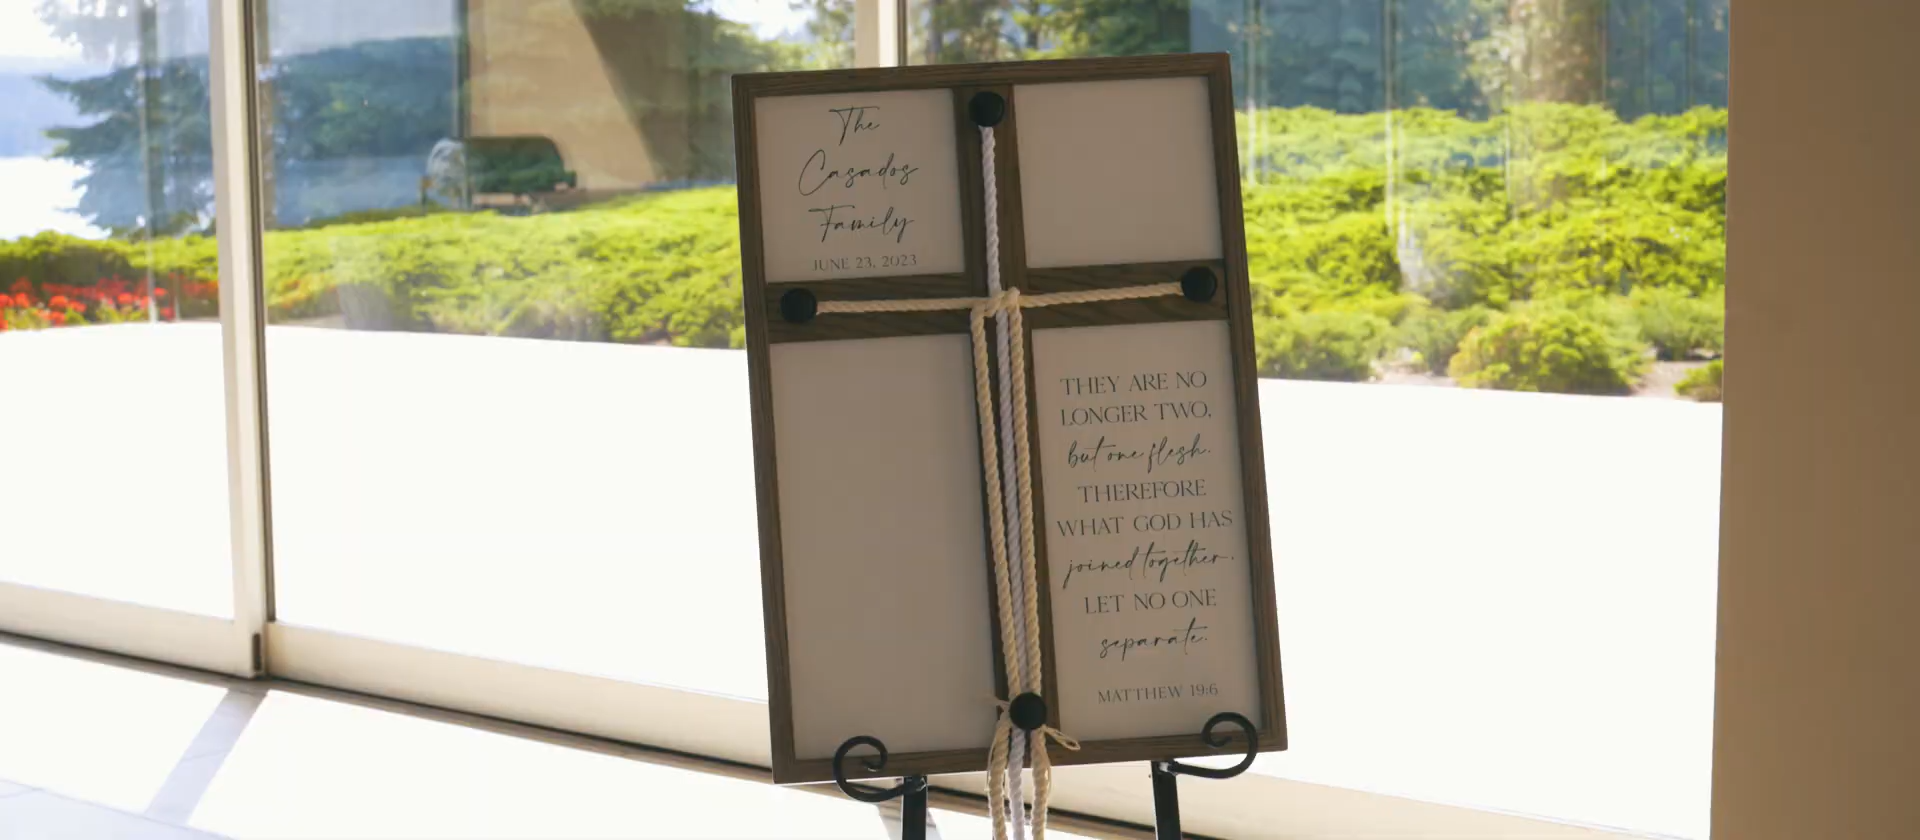 The
Casados
Family
JUNE 23, 2023
THEY ARE NO
LONGER TWO,
but one flesh.
THEREFORE
WHAT GOD HAS
joined together,
LET NO ONE
separate.
MATTHEW 19:6